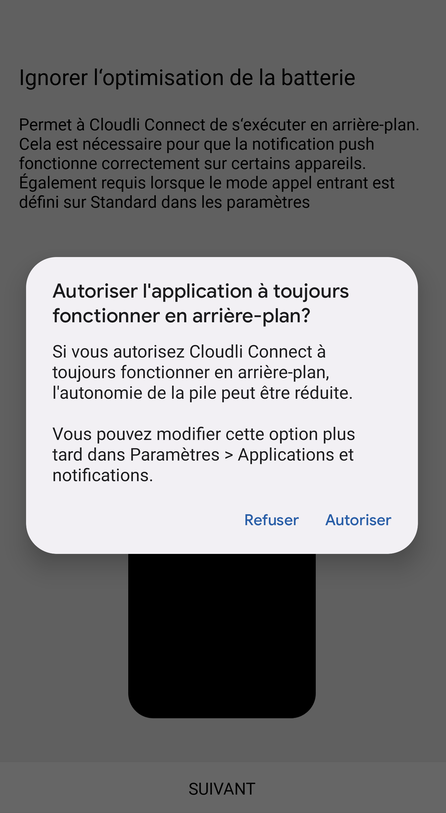 Ignorer l‘optimisation de la batterie
Permet à Cloudli Connect de s’exécuter en arrière-plan.
Cela est nécessaire pour que la notification push
fonctionne correctement sur certains appareils.
Également requis lorsque le mode appel entrant est
défini sur Standard dans les paramètres
Autoriser l'application à toujours
fonctionner en arrière-plan?
Si vous autorisez Cloudli Connect à
toujours fonctionner en arrière-plan,
l'autonomie de la pile peut être réduite.
Vous pouvez modifier cette option plus
tard dans Paramètres > Applications et
notifications.
Refuser Autoriser
SUIVANT